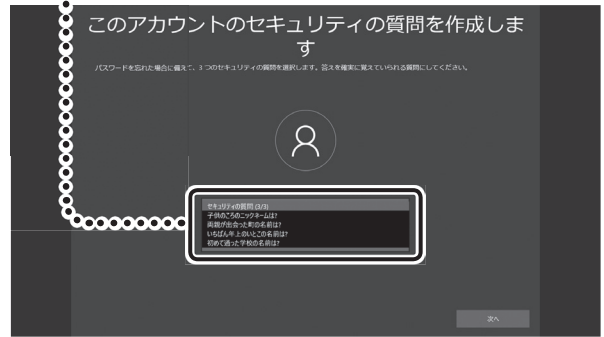 このアカウントのセキュリティの質問を作成しま
す
パスワードを忘れた場合に備えて、3 つのセキュリティの質問を選択します。答えを確実に覚えていられる質問にしてください。
セキュリティの質問 (3/3)
子供のころのニックネームは?
両親が出会った町の名前は?
いちばん年上のいとこの名前は?
初めて通った学校の名前は?
次へ